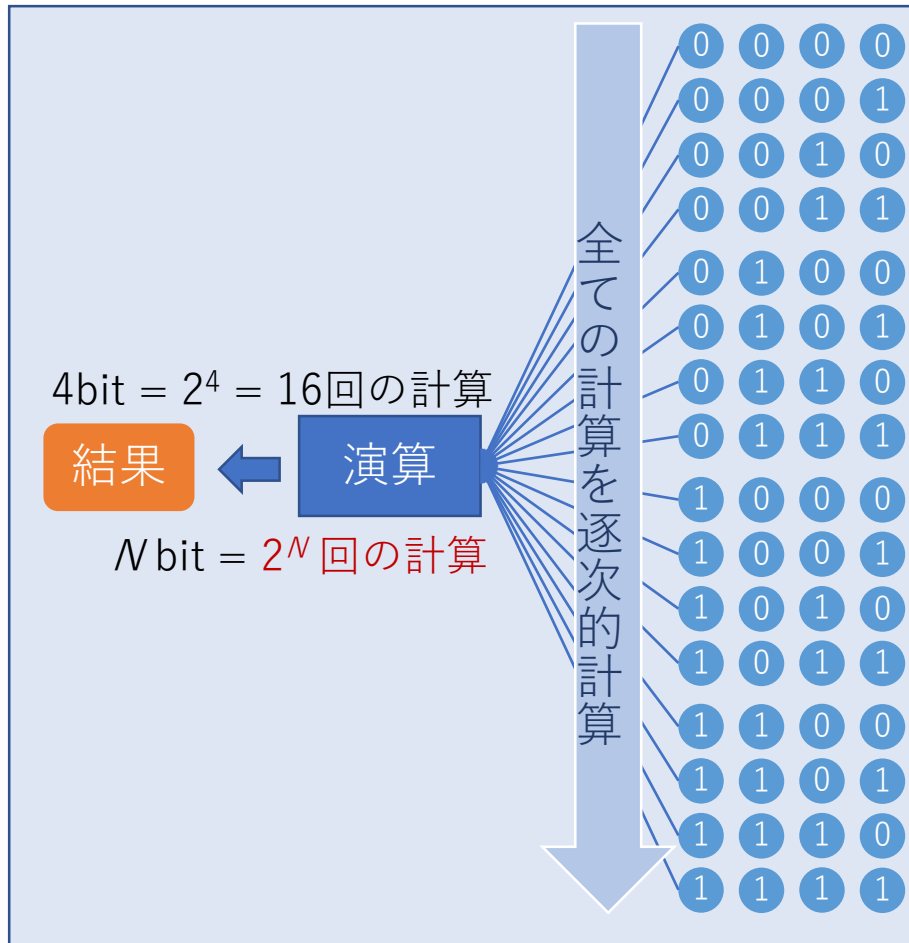 0 0 0 0
0 0 0 1
0 0 1 0
0 0 1 1
0 1 0 0
0 1 0 1
0 1 1 0
0 1 1 1
1 0 0 0
1 0 0 1
1 0 1 0
1 0 1 1
1 1 0 0
1 1 0 1
1 1 1 0
1 1 1 1
全ての計算を逐次的計算
4bit = 2⁴ = 16回の計算
結果
演算
N bit = 2ᴺ 回の計算